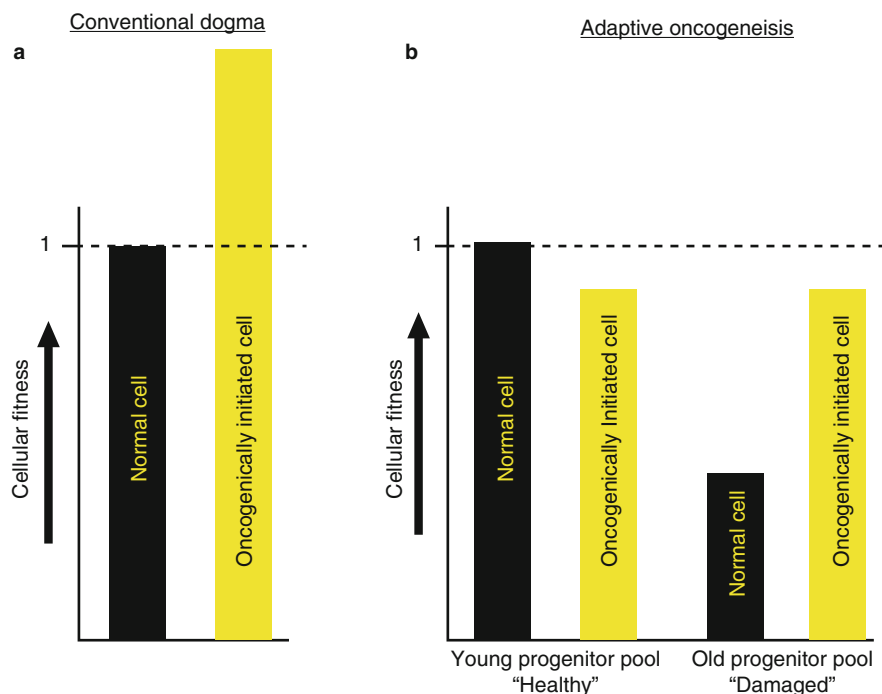 Conventional dogma
a
1
Cellular fitness
Normal cell
Oncogenically initiated cell
Adaptive oncogeneisis
b
1
Cellular fitness
Normal cell
Oncogenically Initiated cell
Normal cell
Oncogenically initiated cell
Young progenitor pool
“Healthy”
Old progenitor pool
“Damaged”